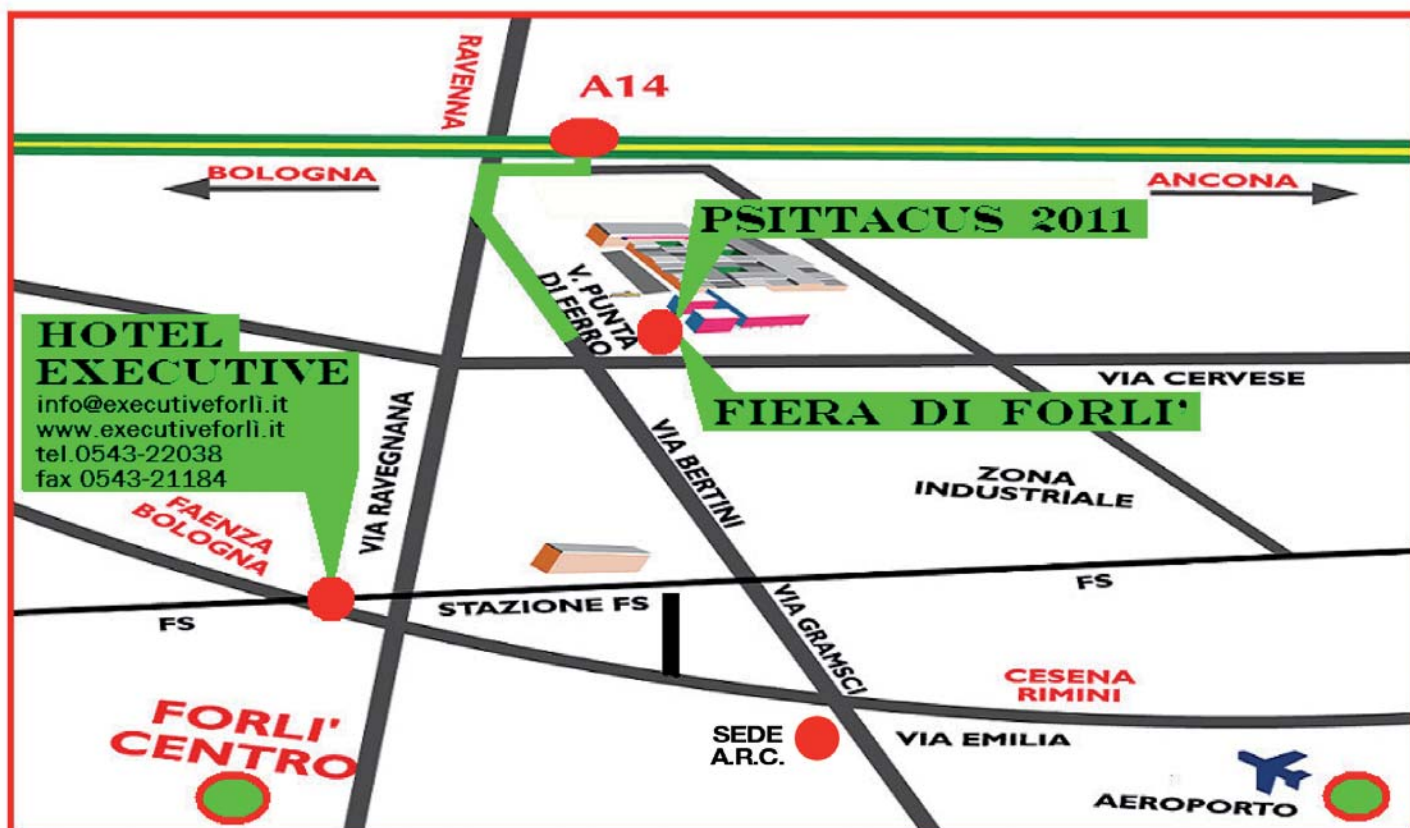 RAVENNA
A14
BOLOGNA
ANCONA
PSITTACUS 2011
V. PUNTA
DI FERRO
HOTEL
EXECUTIVE
info@executiveforlì.it
www.executiveforlì.it
tel.0543-22038
fax 0543-21184
VIA CERVESE
FIERA DI FORLI'
VIA RAVEGNANA
VIA BERTINI
ZONA
INDUSTRIALE
FAENZA
BOLOGNA
FS
STAZIONE FS
FS
VIA GRAMSCI
CESENA
RIMINI
FORLI'
CENTRO
SEDE
A.R.C.
VIA EMILIA
AEROPORTO